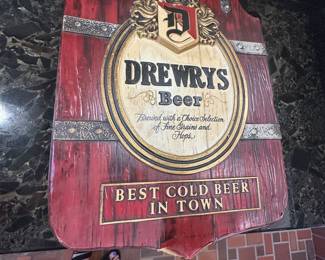 D
DREWRYS
Beer
Brewed with a Choice Selection
of Fine Grains and
Hops.
BEST COLD BEER
IN TOWN